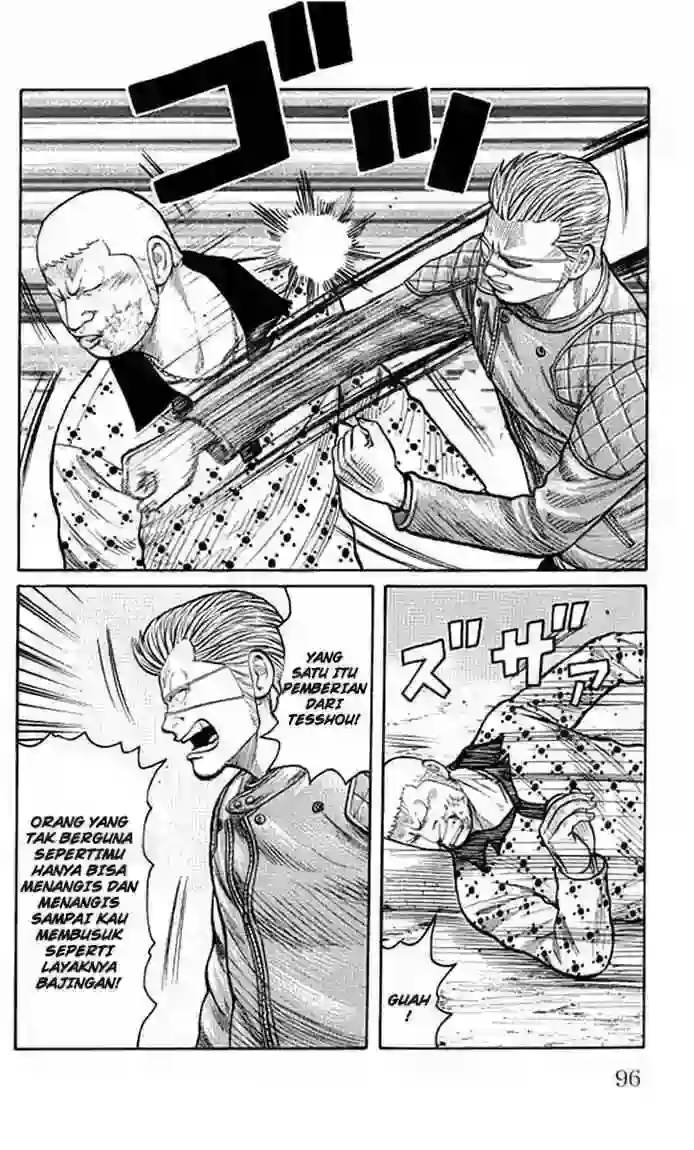 ゴッ
ズザァ
GUAH
!
YANG
SATU ITU
PEMBERIAN
DARI
TESSHOU!
ORANG YANG
TAK BERGUNA
SEPERTIMU
HANYA BISA
MENANGIS DAN
MENANGIS
SAMPAI KAU
MEMBUSUK
SEPERTI
LAYAKNYA
BAJINGAN!
96